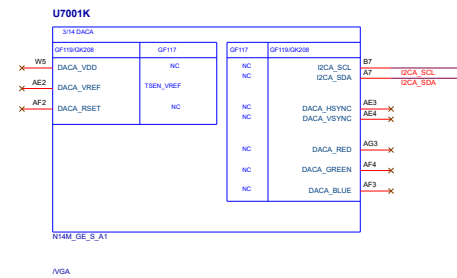 U7001K
3/14 DACA
GF119/GK208 GF117 GF117 GF119/GK208
W5 DACA_VDD NC NC I2CA_SCL B7 I2CA_SCL
NC I2CA_SDA A7 I2CA_SDA
AE2 DACA_VREF TSEN_VREF
AF2 DACA_RSET NC NC DACA_HSYNC AE3
NC DACA_VSYNC AE4
NC DACA_RED AG3
NC DACA_GREEN AF4
NC DACA_BLUE AF3
N14M_GE_S_A1
/VGA